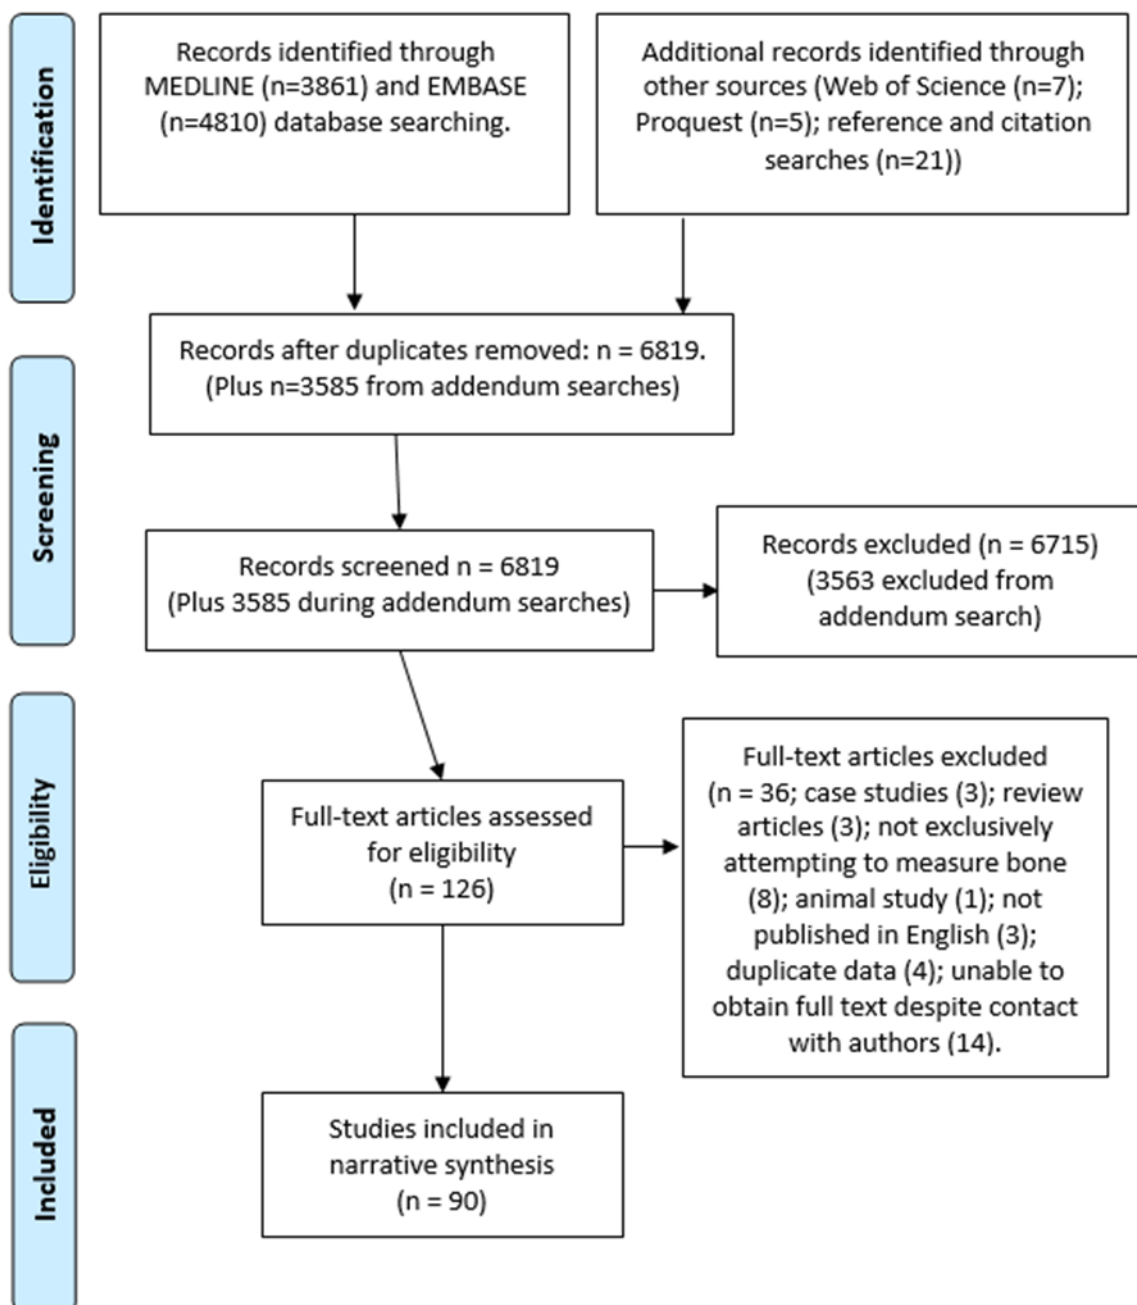 Identification
Records identified through
MEDLINE (n=3861) and EMBASE
(n=4810) database searching.
Additional records identified through
other sources (Web of Science (n=7);
Proquest (n=5); reference and citation
searches (n=21))
Screening
Records after duplicates removed: n = 6819.
(Plus n=3585 from addendum searches)
Records screened n = 6819
(Plus 3585 during addendum searches)
Records excluded (n = 6715)
(3563 excluded from
addendum search)
Eligibility
Full-text articles assessed
for eligibility
(n = 126)
Full-text articles excluded
(n = 36; case studies (3); review
articles (3); not exclusively
attempting to measure bone
(8); animal study (1); not
published in English (3);
duplicate data (4); unable to
obtain full text despite contact
with authors (14).
Included
Studies included in
narrative synthesis
(n = 90)